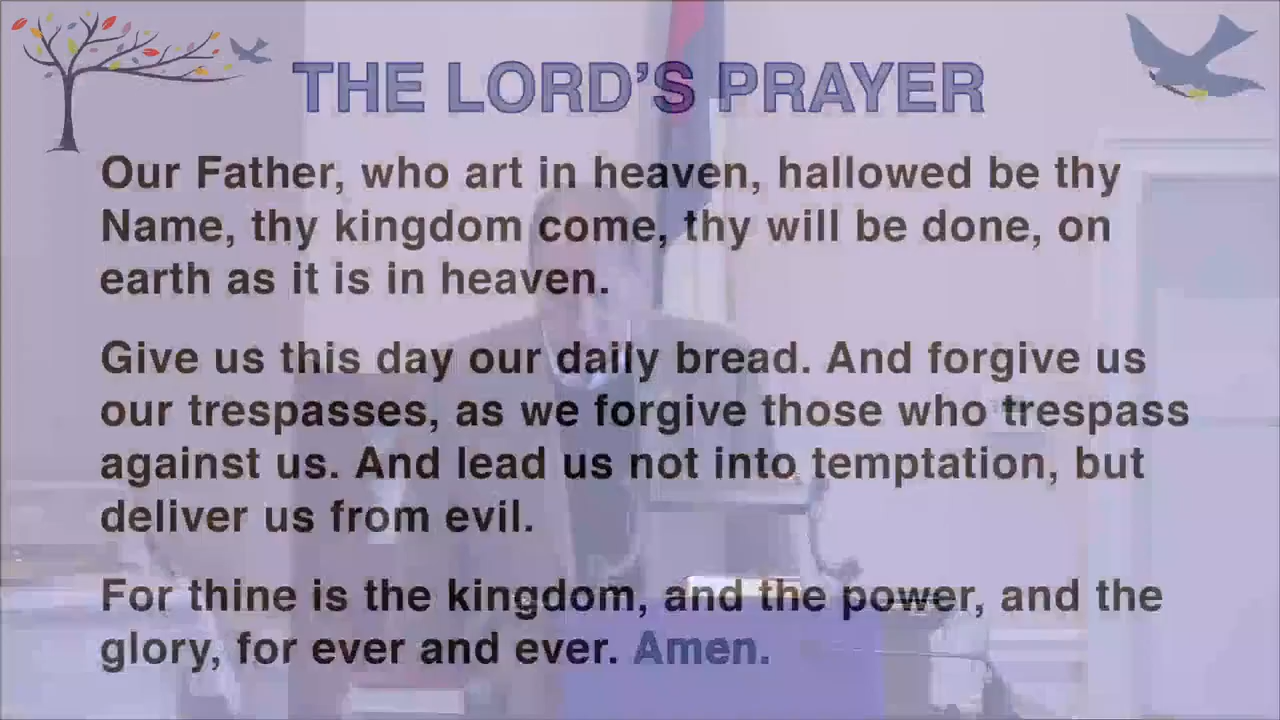 THE LORD'S PRAYER
Our Father, who art in heaven, hallowed be thy
Name, thy kingdom come, thy will be done, on
earth as it is in heaven.
Give us this day our daily bread. And forgive us
our trespasses, as we forgive those who trespass
against us. And lead us not into temptation, but
deliver us from evil.
For thine is the kingdom, and the power, and the
glory, for ever and ever. Amen.